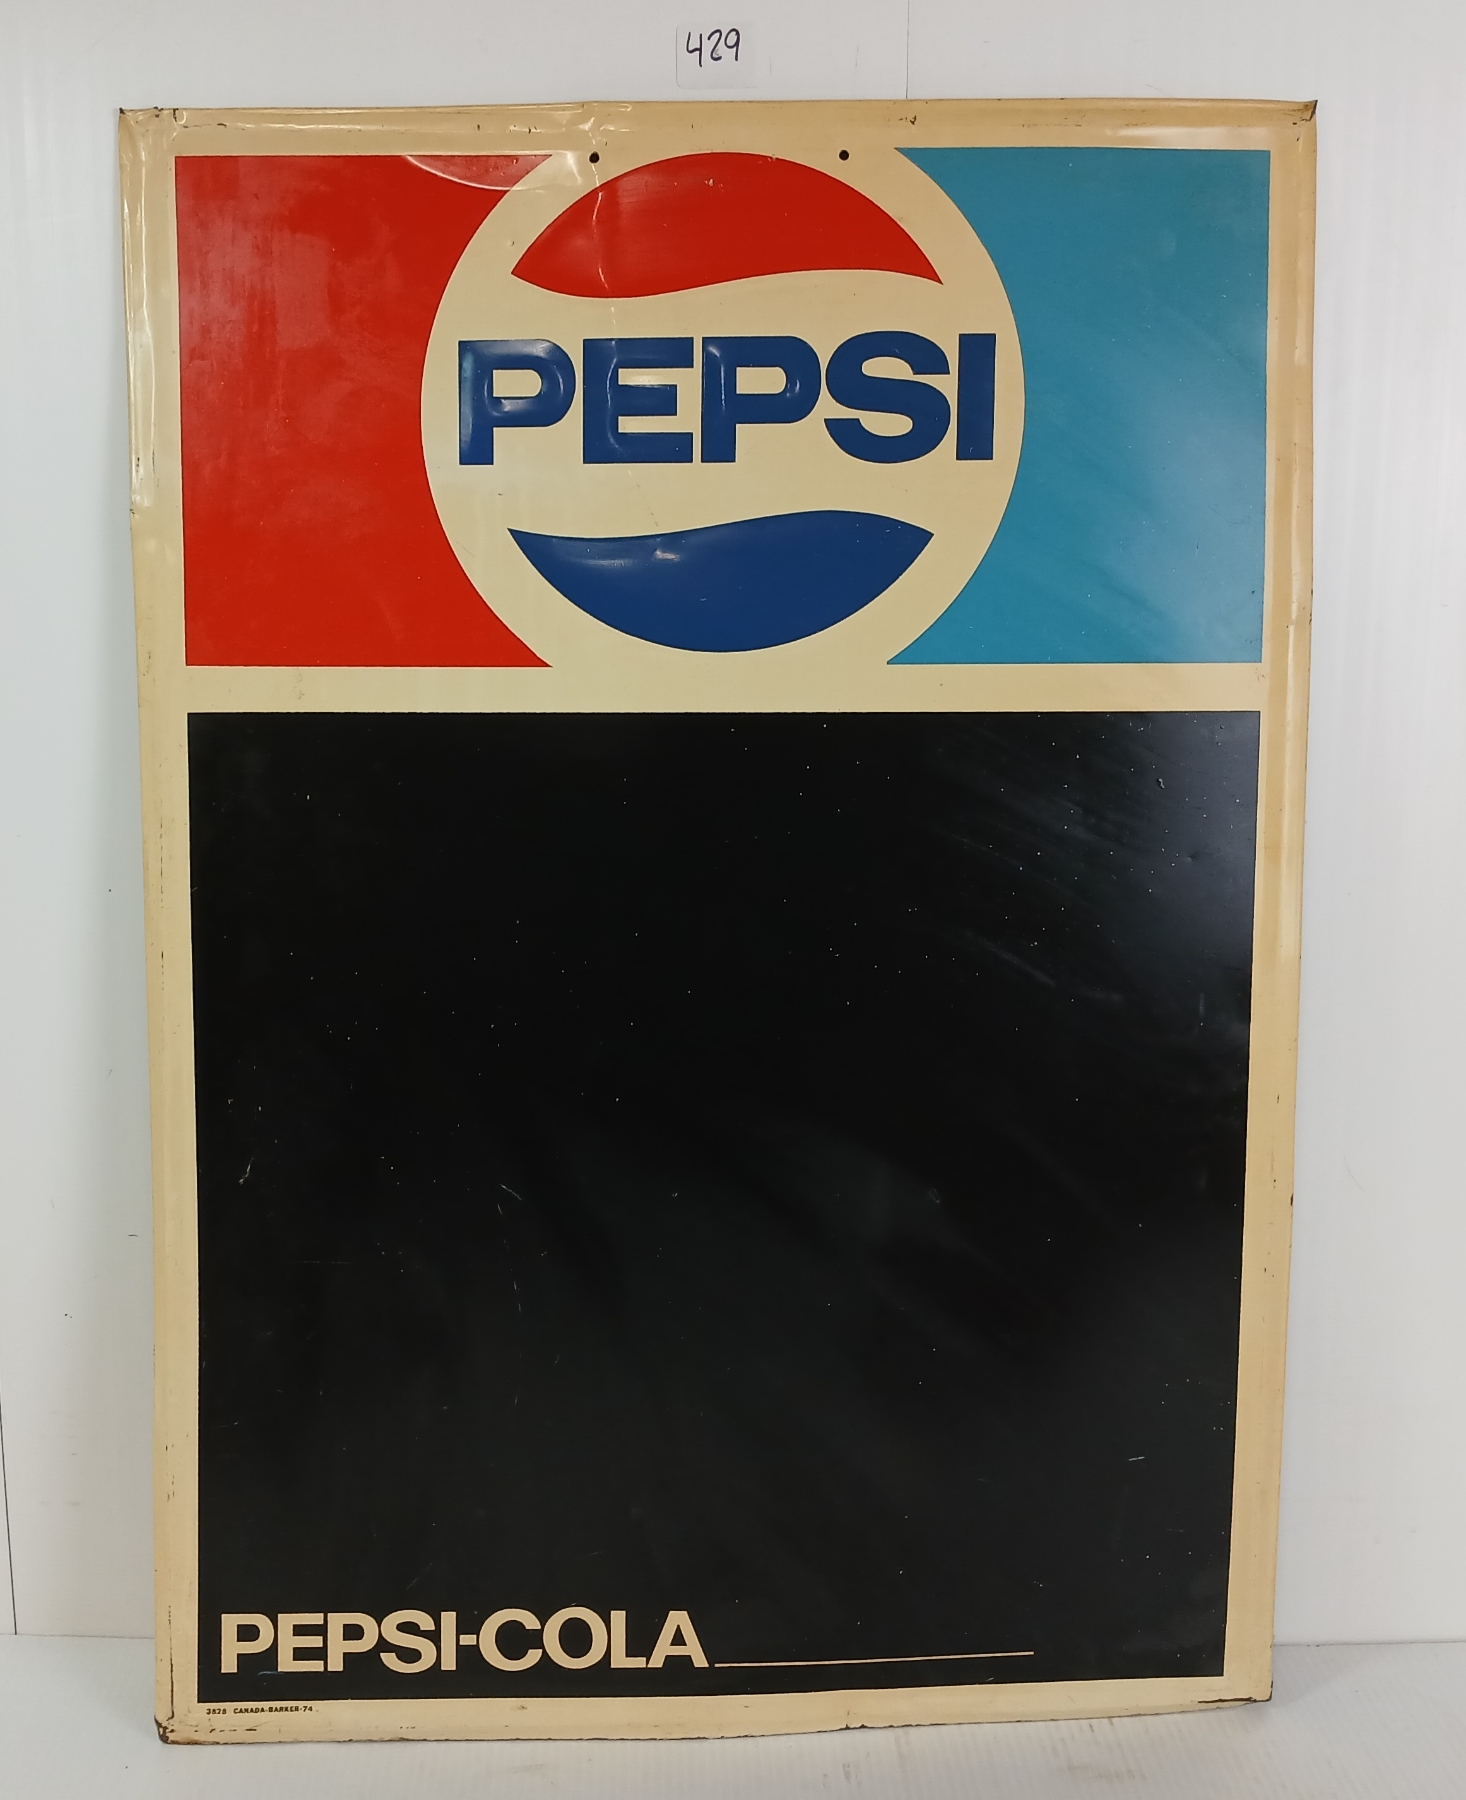 429
PEPSI
PEPSI-COLA
3828 CANADA-BARKER-74